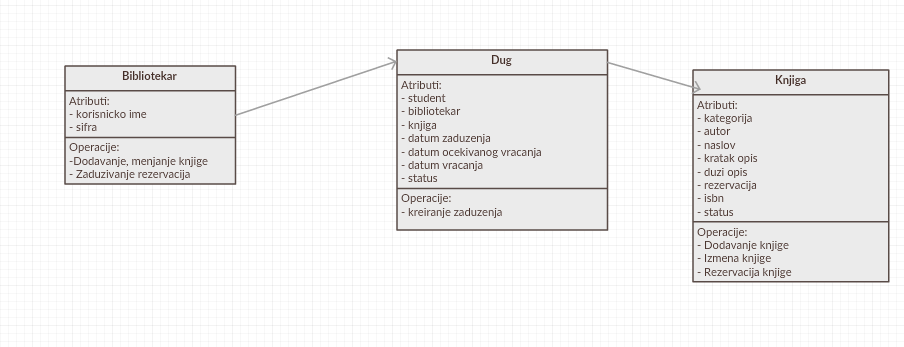 Bibliotekar
Atributi:
- korisnicko ime
- sifra
Operacije:
-Dodavanje, menjanje knjige
- Zaduzivanje rezervacija
Dug
Atributi:
- student
- bibliotekar
- knjiga
- datum zaduzenja
- datum ocekivanog vracanja
- datum vracanja
- status
Operacije:
- kreiranje zaduzenja
Knjiga
Atributi:
- kategorija
- autor
- naslov
- kratak opis
- duzi opis
- rezervacija
- isbn
- status
Operacije:
- Dodavanje knjige
- Izmena knjige
- Rezervacija knjige